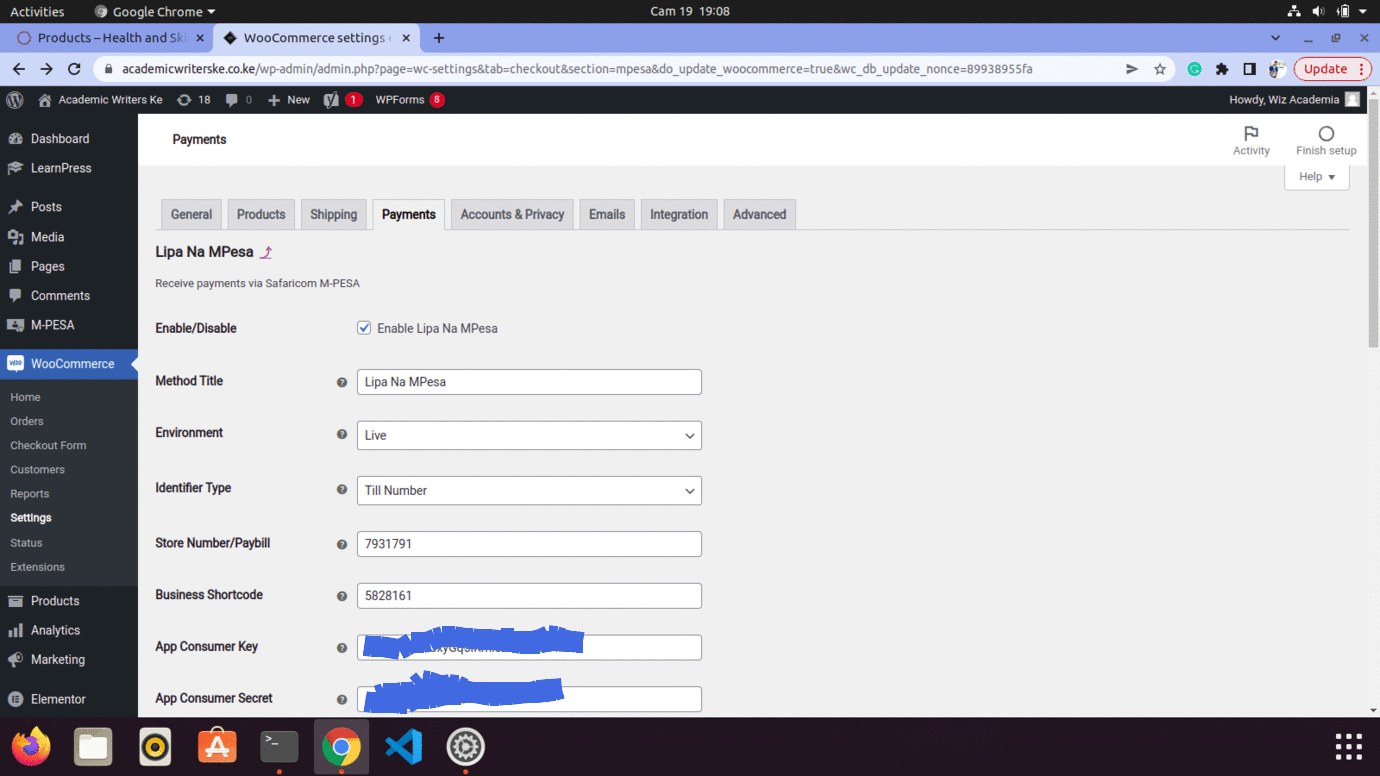 Activities Google Chrome Cam 19 19:08
Products – Health and Ski WooCommerce settings
academicwriterske.co.ke/wp-admin/admin.php?page=wc-settings&tab=checkout&section=mpesa&do_update_woocommerce=true&wc_db_update_nonce=89938955fa Update
Academic Writers Ke 18 0 New 1 WPForms 8 Howdy, Wiz Academia
Payments
Activity
Finish setup
Help
Dashboard
LearnPress
Posts
Media
Pages
Comments
M-PESA
WooCommerce
Home
Orders
Checkout Form
Customers
Reports
Settings
Status
Extensions
Products
Analytics
Marketing
Elementor
General Products Shipping Payments Accounts & Privacy Emails Integration Advanced
Lipa Na MPesa
Receive payments via Safaricom M-PESA
Enable/Disable Enable Lipa Na MPesa
Method Title Lipa Na MPesa
Environment Live
Identifier Type Till Number
Store Number/Paybill 7931791
Business Shortcode 5828161
App Consumer Key
App Consumer Secret